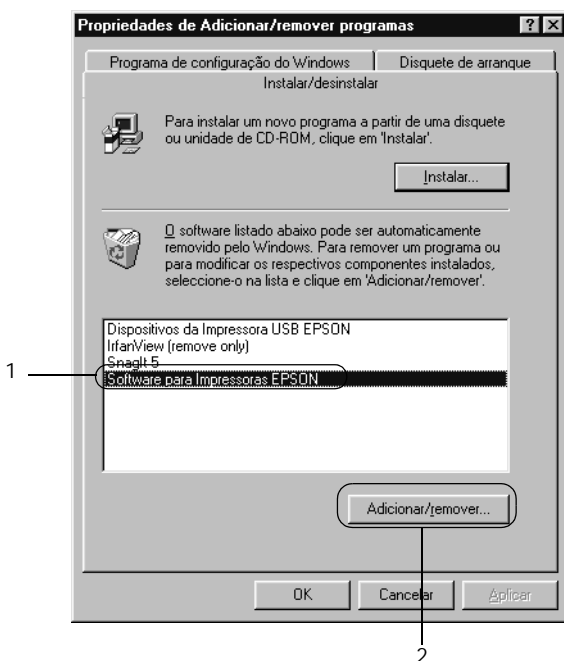 Propriedades de Adicionar/remover programas
Programa de configuração do Windows
Disquete de arranque
Instalar/desinstalar
Para instalar um novo programa a partir de uma disquete
ou unidade de CD-ROM, clique em 'Instalar'.
Instalar...
O software listado abaixo pode ser automaticamente
removido pelo Windows. Para remover um programa ou
para modificar os respectivos componentes instalados,
seleccione-o na lista e clique em 'Adicionar/remover'.
Dispositivos da Impressora USB EPSON
IrfanView (remove only)
SnagIt 5
1
Software para Impressoras EPSON
Adicionar/remover...
OK
Cancelar
Aplicar
2